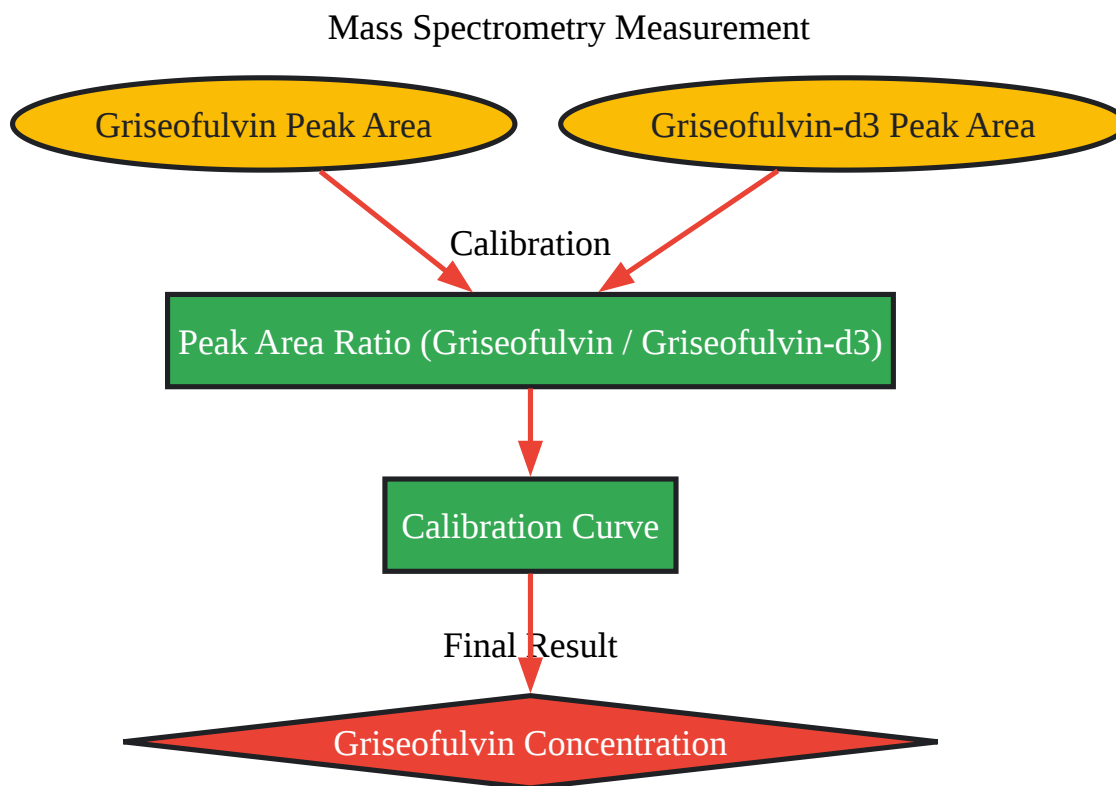 Mass Spectrometry Measurement
Griseofulvin Peak Area
Griseofulvin-d3 Peak Area
Calibration
Peak Area Ratio (Griseofulvin / Griseofulvin-d3)
Calibration Curve
Final Result
Griseofulvin Concentration